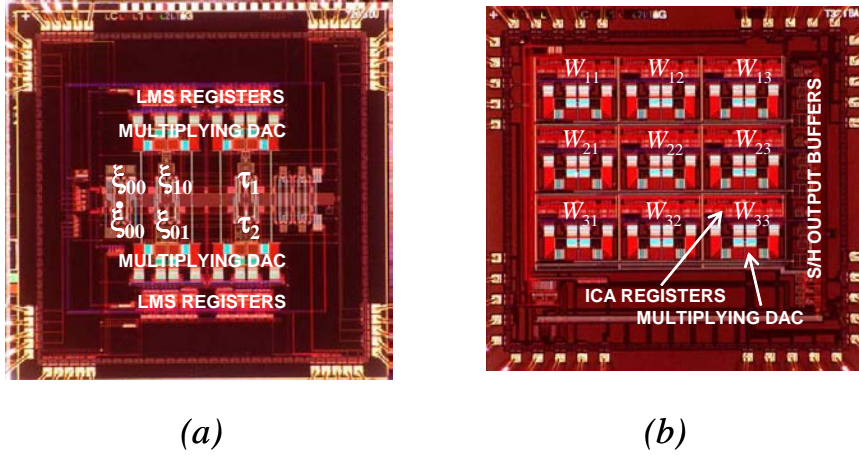 LMS REGISTERS
MULTIPLYING DAC
ξ00 ξ10 τ1
ξ̇00 ξ01 τ2
MULTIPLYING DAC
LMS REGISTERS
(a)
W11 W12 W13
W21 W22 W23
W31 W32 W33
S/H OUTPUT BUFFERS
ICA REGISTERS
MULTIPLYING DAC
(b)